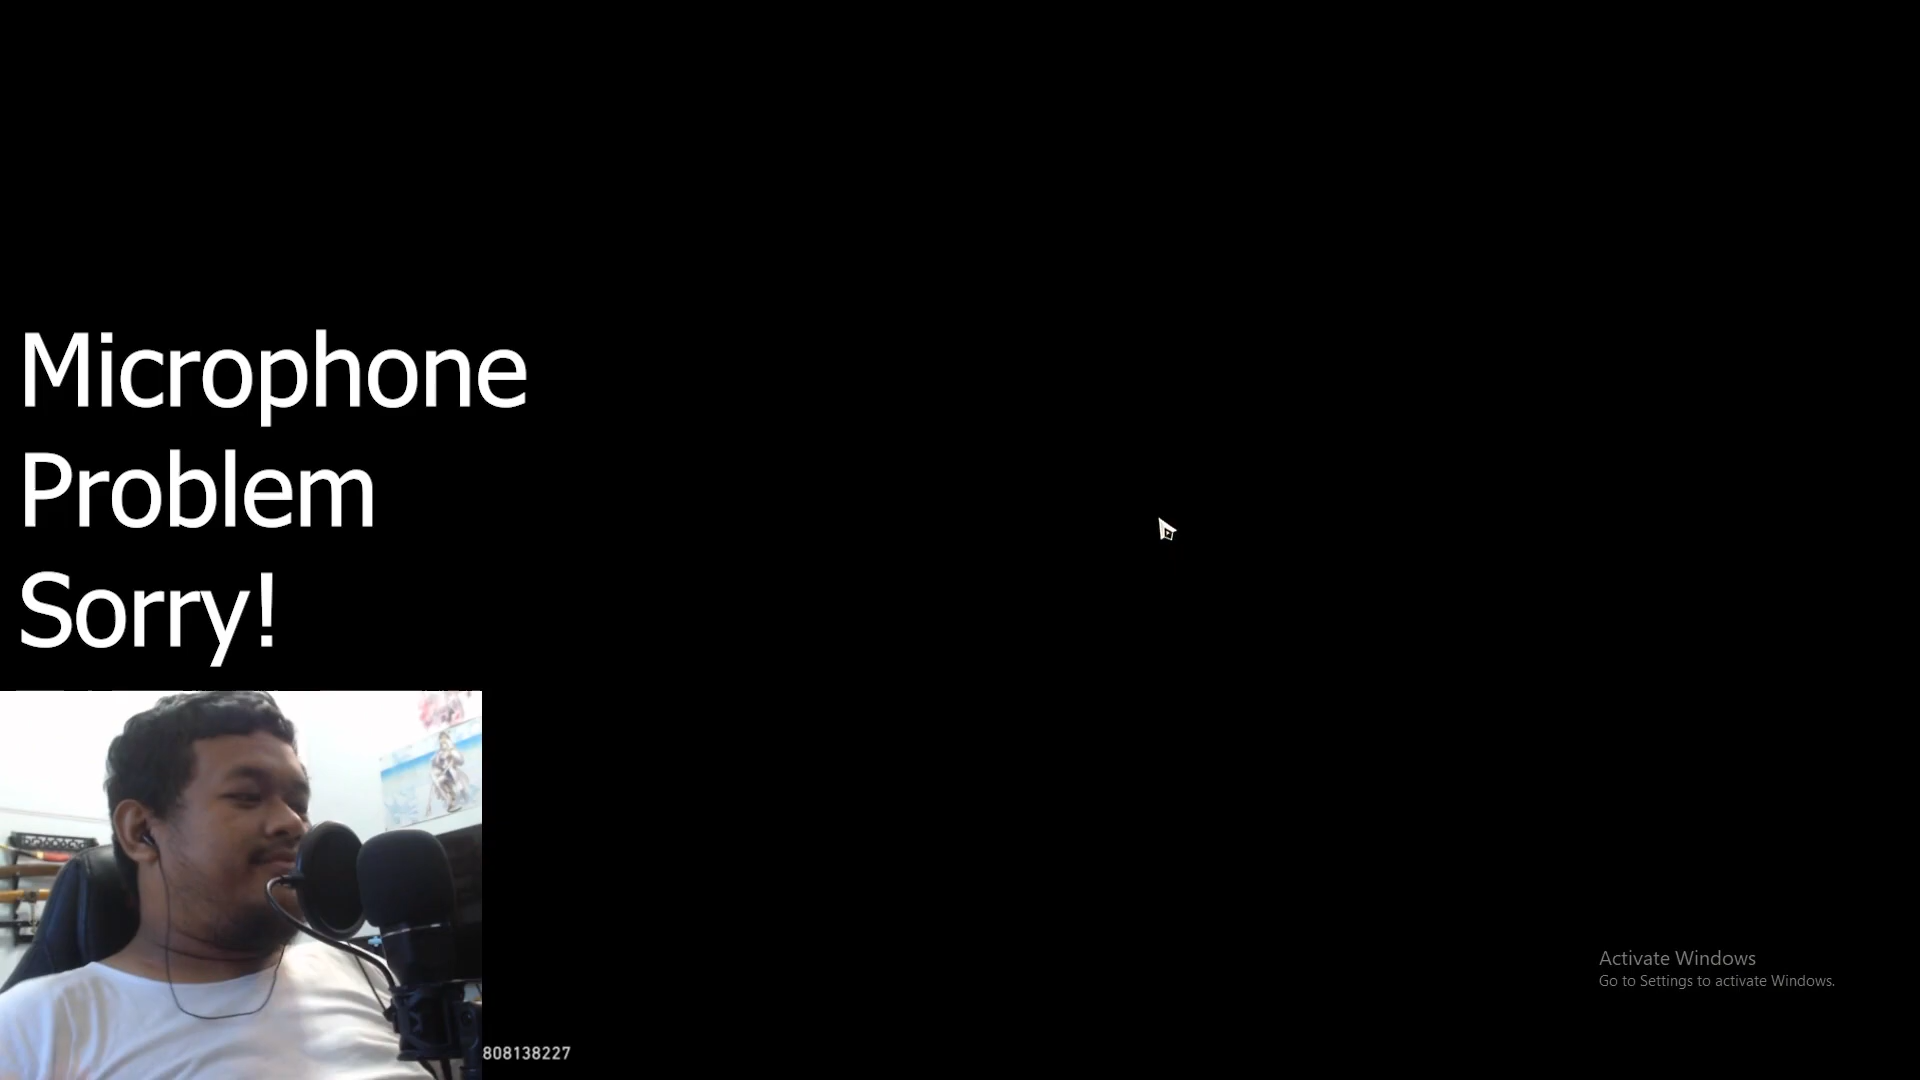 Microphone
Problem
Sorry!
Activate Windows
Go to Settings to activate Windows.
808138227